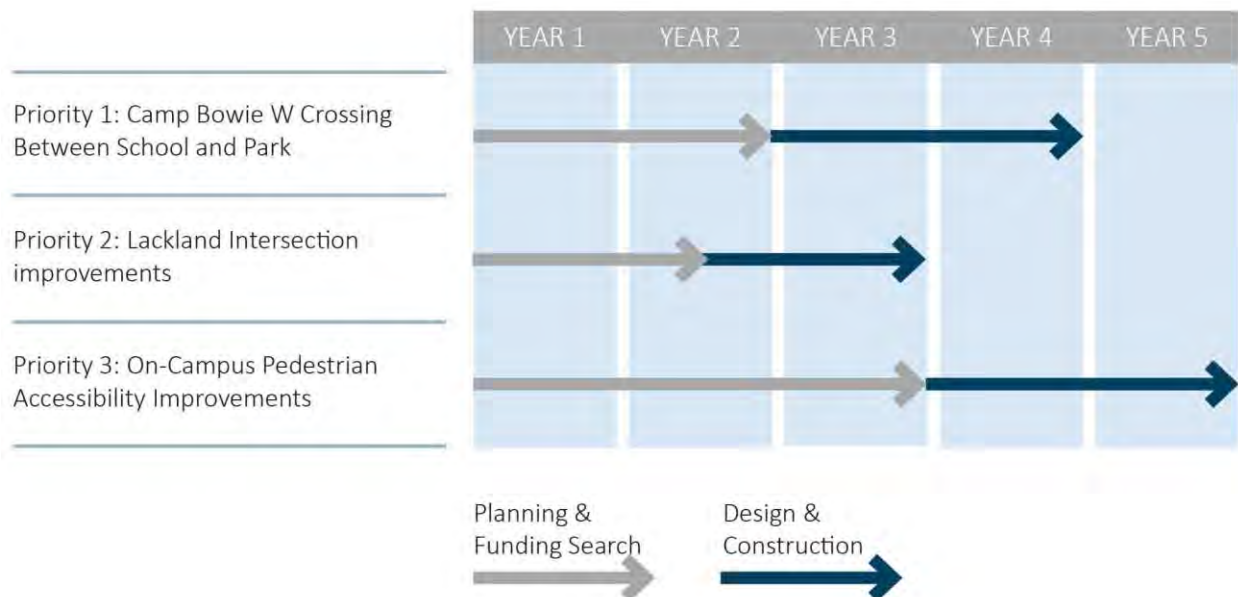 YEAR 1 YEAR 2 YEAR 3 YEAR 4 YEAR 5
Priority 1: Camp Bowie W Crossing
Between School and Park
Priority 2: Lackland Intersection
improvements
Priority 3: On-Campus Pedestrian
Accessibility Improvements
Planning &
Funding Search
Design &
Construction